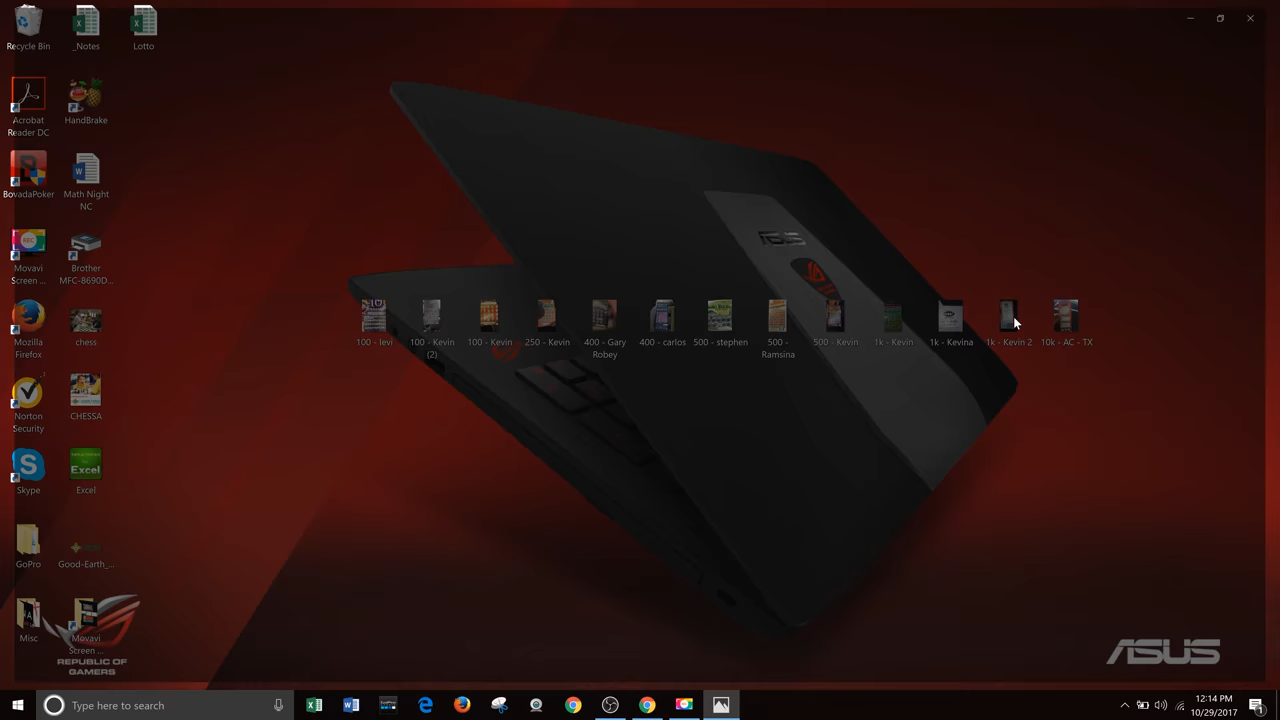 Recycle Bin
_Notes
Lotto
Acrobat
Reader DC
HandBrake
BovadaPoker
Math Night
NC
Movavi
Screen ...
Brother
MFC-8690D...
Mozilla
Firefox
chess
Norton
Security
CHESSA
Skype
Excel
Excel
GoPro
Good-Earth_...
Misc
Movavi
Screen ...
100 - levi
100 - Kevin
(2)
100 - Kevin
250 - Kevin
400 - Gary
Robey
400 - carlos
500 - stephen
500 -
Ramsina
500 - Kevin
1k - Kevin
1k - Kevina
1k - Kevin 2
10k - AC - TX
REPUBLIC OF
GAMERS
ASUS
Type here to search
12:14 PM
10/29/2017